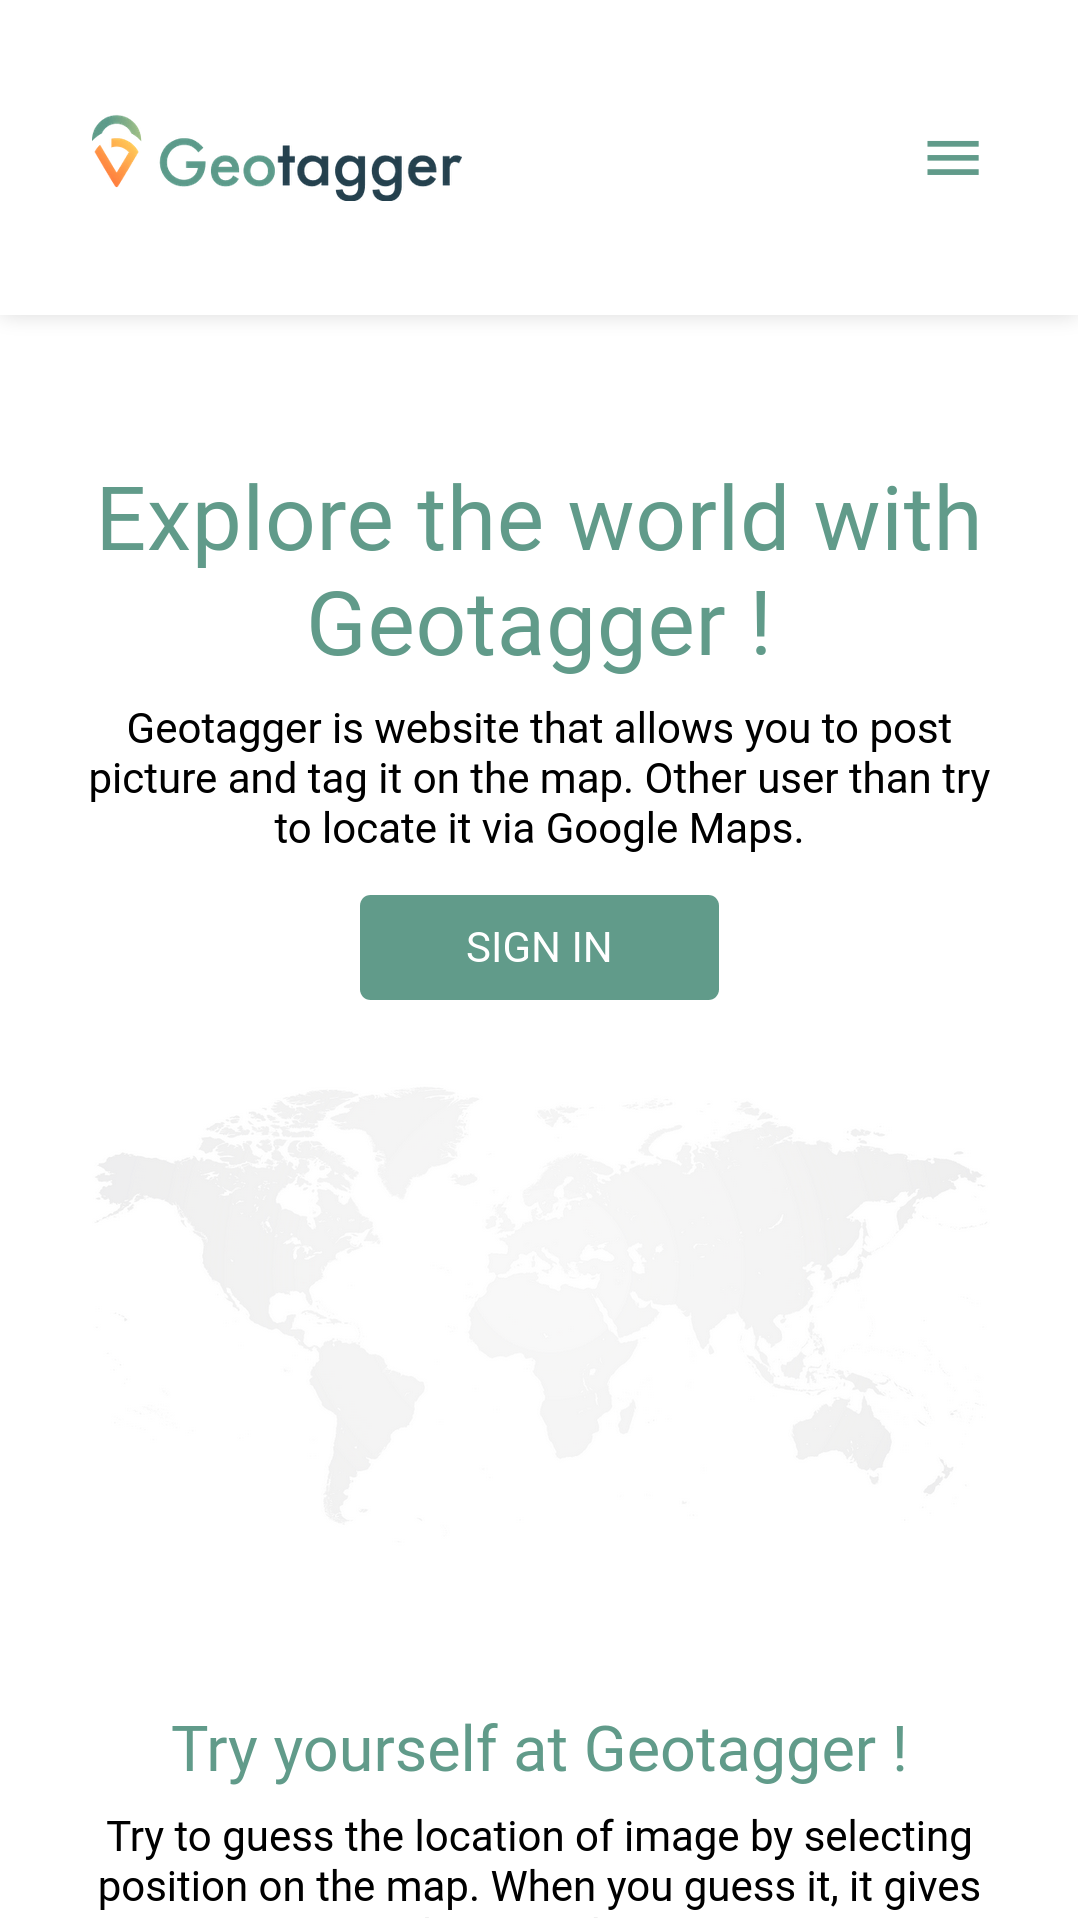 Geotagger
Explore the world with
Geotagger !
Geotagger is website that allows you to post
picture and tag it on the map. Other user than try
to locate it via Google Maps.
SIGN IN
Try yourself at Geotagger !
Try to guess the location of image by selecting
position on the map. When you guess it, it gives